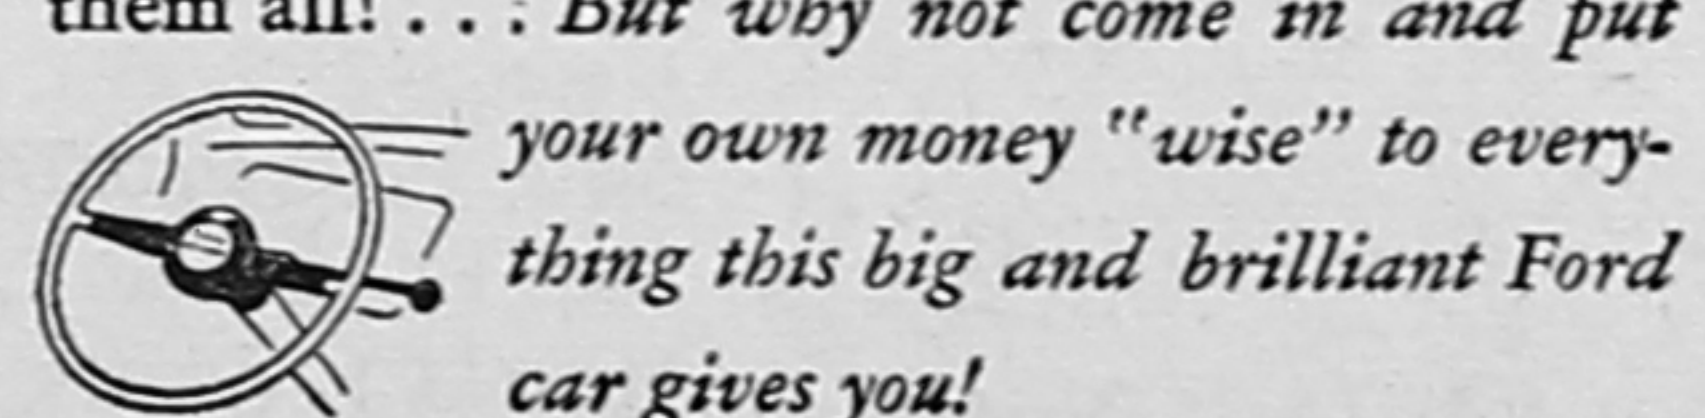 them all! . . . But why not come in and put
your own money "wise" to every-
thing this big and brilliant Ford
car gives you!